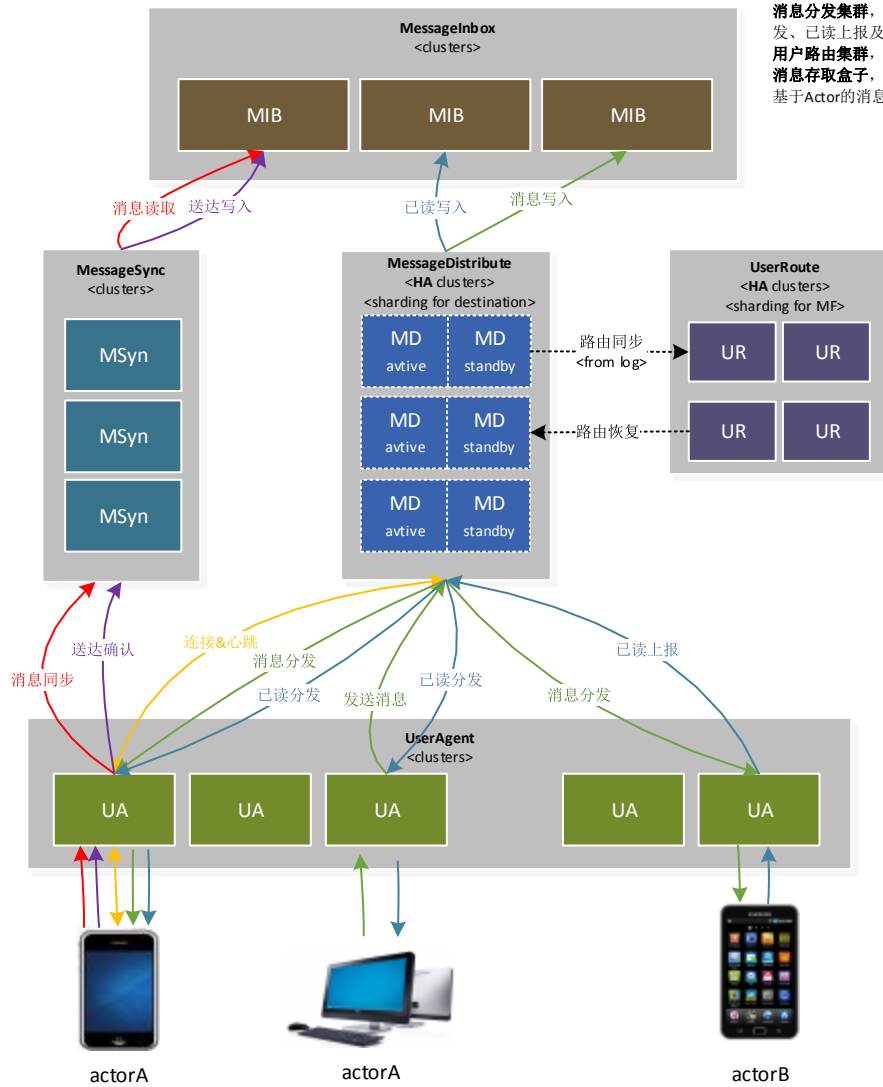 消息分发集群，
发、已读上报及
用户路由集群，
消息存取盒子，
基于Actor的消息
MessageInbox
<clusters>
MIB
MIB
MIB
消息读取
送达写入
已读写入
消息写入
MessageSync
<clusters>
MSyn
MSyn
MSyn
MessageDistribute
<HA clusters>
<sharding for destination>
MD
avtive
MD
standby
MD
avtive
MD
standby
MD
avtive
MD
standby
路由同步
<from log>
路由恢复
UserRoute
<HA clusters>
<sharding for MF>
UR
UR
UR
UR
消息同步
送达确认
连接&心跳
消息分发
已读分发
发送消息
已读分发
消息分发
已读上报
UserAgent
<clusters>
UA
UA
UA
UA
UA
actorA
actorA
actorB